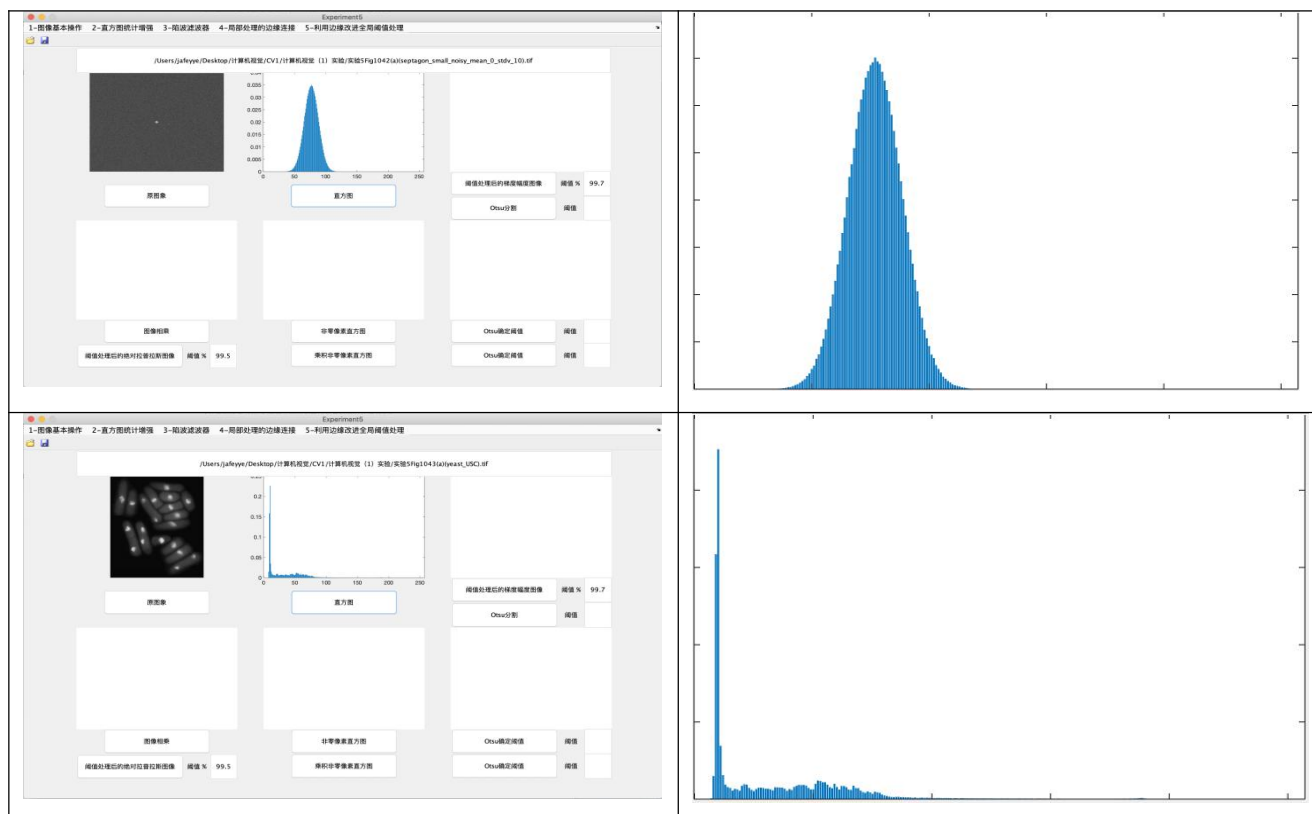 Experiment5
1-图像基本操作 2-直方图统计增强 3-陷波滤波器 4-局部处理的边缘连接 5-利用边缘改进全局阈值处理
/Users/jafeyye/Desktop/计算机视觉/CV1/计算机视觉（1）实验/实验5Fig1042(a)(septagon_small_noisy_mean_0_stdv_10).tif
0.04
0.035
0.03
0.025
0.02
0.015
0.01
0.005
0
0 50 100 150 200 250
原图象
直方图
阈值处理后的梯度幅度图像 阈值 % 99.7
Otsu分割 阈值
图像相乘
非零像素直方图
Otsu确定阈值 阈值
阈值处理后的绝对拉普拉斯图像 阈值 % 99.5
乘积非零像素直方图
Otsu确定阈值 阈值
Experiment5
1-图像基本操作 2-直方图统计增强 3-陷波滤波器 4-局部处理的边缘连接 5-利用边缘改进全局阈值处理
/Users/jafeyye/Desktop/计算机视觉/CV1/计算机视觉（1）实验/实验5Fig1043(a)(yeast_USC).tif
0.25
0.2
0.15
0.1
0.05
0
0 50 100 150 200 250
原图象
直方图
阈值处理后的梯度幅度图像 阈值 % 99.7
Otsu分割 阈值
图像相乘
非零像素直方图
Otsu确定阈值 阈值
阈值处理后的绝对拉普拉斯图像 阈值 % 99.5
乘积非零像素直方图
Otsu确定阈值 阈值